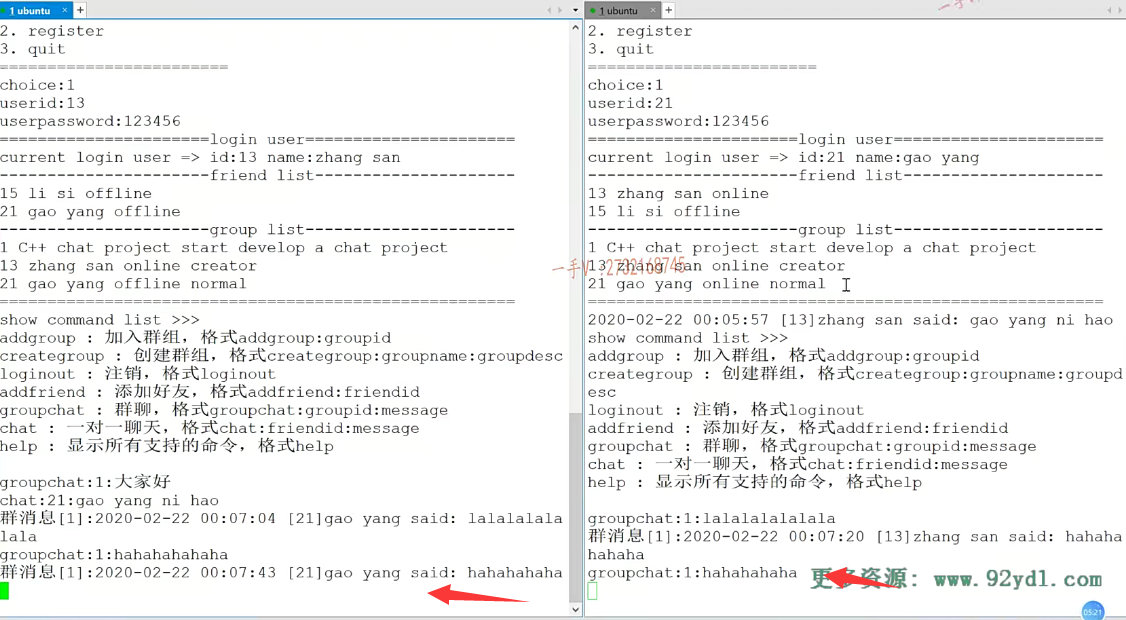 1 ubuntu × +
2. register
3. quit
========================
choice:1
userid:13
userpassword:123456
======================login user======================
current login user => id:13 name:zhang san
----------------------friend list---------------------
15 li si offline
21 gao yang offline
----------------------group list----------------------
1 C++ chat project start develop a chat project
13 zhang san online creator
21 gao yang offline normal
======================================================
show command list >>>
addgroup : 加入群组，格式addgroup:groupid
creategroup : 创建群组，格式creategroup:groupname:groupdesc
loginout : 注销，格式loginout
addfriend : 添加好友，格式addfriend:friendid
groupchat : 群聊，格式groupchat:groupid:message
chat : 一对一聊天，格式chat:friendid:message
help : 显示所有支持的命令，格式help
groupchat:1:大家好
chat:21:gao yang ni hao
群消息[1]:2020-02-22 00:07:04 [21]gao yang said: lalalalala
lala
groupchat:1:hahahahahaha
群消息[1]:2020-02-22 00:07:43 [21]gao yang said: hahahahaha
1 ubuntu × +
2. register
3. quit
========================
choice:1
userid:21
userpassword:123456
======================login user======================
current login user => id:21 name:gao yang
----------------------friend list---------------------
13 zhang san online
15 li si offline
----------------------group list----------------------
1 C++ chat project start develop a chat project
13 zhang san online creator
21 gao yang online normal
======================================================
2020-02-22 00:05:57 [13]zhang san said: gao yang ni hao
show command list >>>
addgroup : 加入群组，格式addgroup:groupid
creategroup : 创建群组，格式creategroup:groupname:groupd
esc
loginout : 注销，格式loginout
addfriend : 添加好友，格式addfriend:friendid
groupchat : 群聊，格式groupchat:groupid:message
chat : 一对一聊天，格式chat:friendid:message
help : 显示所有支持的命令，格式help
groupchat:1:lalalalalalala
群消息[1]:2020-02-22 00:07:20 [13]zhang san said: hahaha
hahaha
groupchat:1:hahahahaha
更多资源: www.92ydl.com
05:21